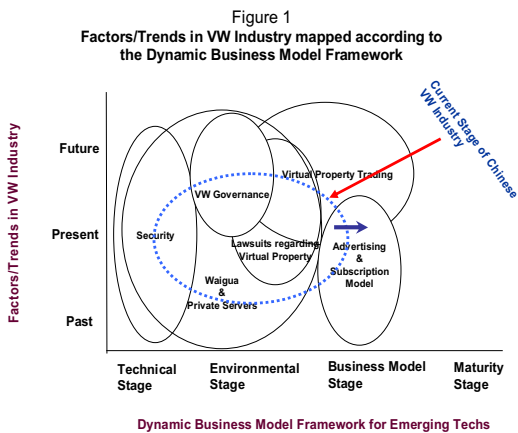 Figure 1
Factors/Trends in VW Industry mapped according to
the Dynamic Business Model Framework
Current Stage of Chinese
VW Industry
Factors/Trends in VW Industry
Future
Present
Past
Virtual Property Trading
VW Governance
Security
Lawsuits regarding
Virtual Property
Advertising
&
Subscription
Model
Waigua
&
Private Servers
Technical
Stage
Environmental
Stage
Business Model
Stage
Maturity
Stage
Dynamic Business Model Framework for Emerging Techs